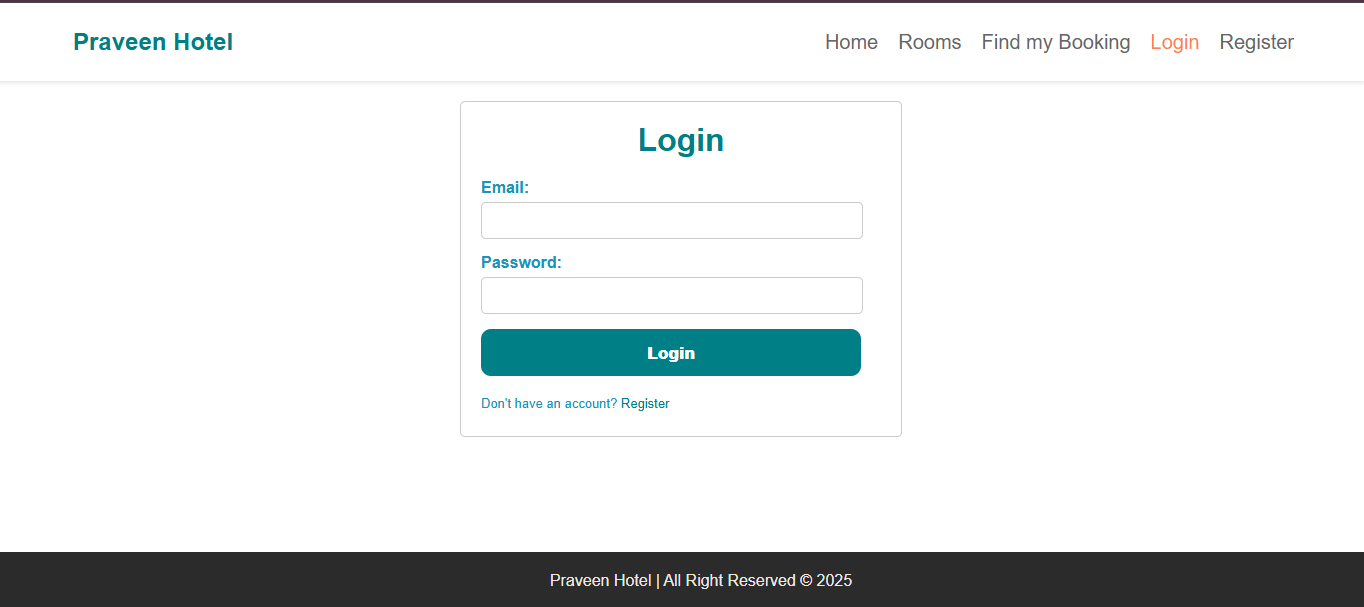 Praveen Hotel
Home Rooms Find my Booking Login Register
Login
Email:
Password:
Login
Don't have an account? Register
Praveen Hotel | All Right Reserved © 2025